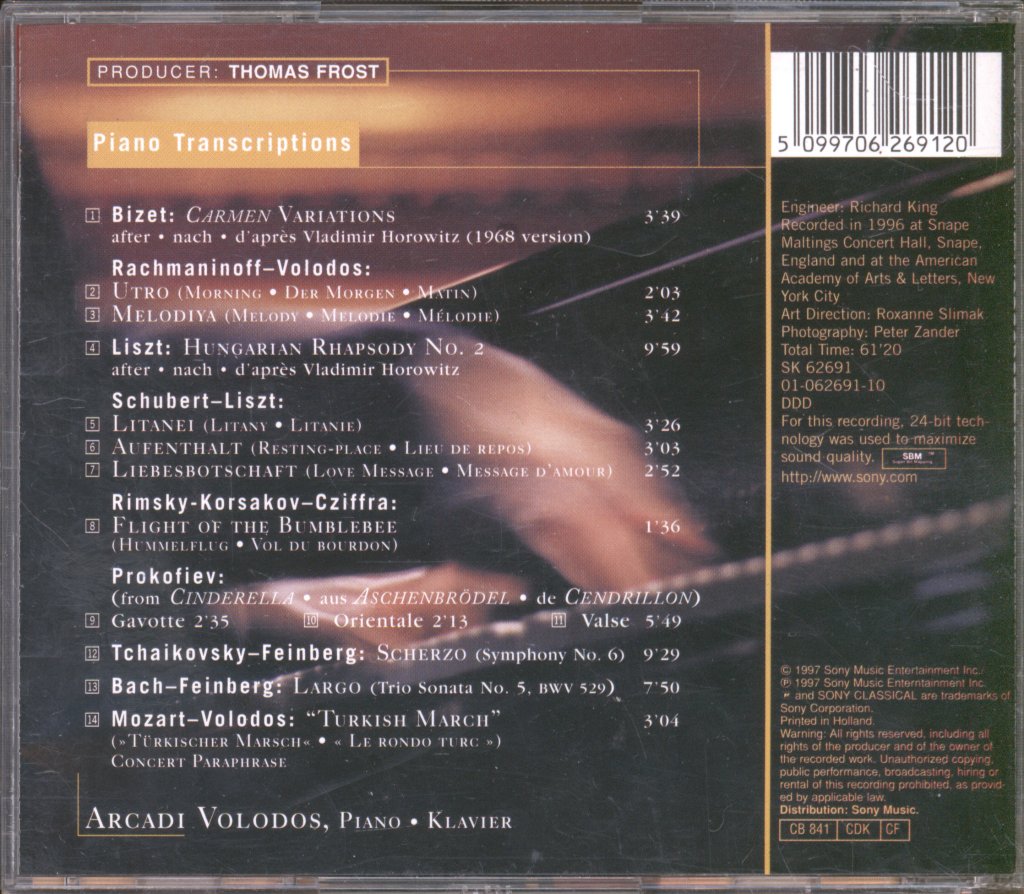 PRODUCER: THOMAS FROST
Piano Transcriptions
1 Bizet: CARMEN VARIATIONS 3'39
after • nach • d'après Vladimir Horowitz (1968 version)
Rachmaninoff–Volodos:
2 UTRO (MORNING • DER MORGEN • MATIN) 2'03
3 MELODIYA (MELODY • MELODIE • MÉLODIE) 3'42
4 Liszt: HUNGARIAN RHAPSODY NO. 2 9'59
after • nach • d'après Vladimir Horowitz
Schubert–Liszt:
5 LITANEI (LITANY • LITANIE) 3'26
6 AUFENTHALT (RESTING-PLACE • LIEU DE REPOS) 3'03
7 LIEBESBOTSCHAFT (LOVE MESSAGE • MESSAGE D'AMOUR) 2'52
Rimsky-Korsakov–Cziffra:
8 FLIGHT OF THE BUMBLEBEE 1'36
(HUMMELFLUG • VOL DU BOURDON)
Prokofiev:
(from CINDERELLA • aus ASCHENBRÖDEL • de CENDRILLON)
9 Gavotte 2'35 10 Orientale 2'13 11 Valse 5'49
12 Tchaikovsky–Feinberg: SCHERZO (Symphony No. 6) 9'29
13 Bach–Feinberg: LARGO (Trio Sonata No. 5, BWV 529) 7'50
14 Mozart–Volodos: "TURKISH MARCH" 3'04
(»TÜRKISCHER MARSCH« • « LE RONDO TURC »)
CONCERT PARAPHRASE
ARCADI VOLODOS, PIANO • KLAVIER
5 099706 269120
Engineer: Richard King
Recorded in 1996 at Snape
Maltings Concert Hall, Snape,
England and at the American
Academy of Arts & Letters, New
York City
Art Direction: Roxanne Slimak
Photography: Peter Zander
Total Time: 61'20
SK 62691
01-062691-10
DDD
For this recording, 24-bit tech-
nology was used to maximize
sound quality. SBM ™
Super Bit Mapping
http://www.sony.com
© 1997 Sony Music Entertainment Inc.
℗ 1997 Sony Music Enterntainment Inc.
and SONY CLASSICAL are trademarks of
Sony Corporation.
Printed in Holland.
Warning: All rights reserved, including all
rights of the producer and of the owner of
the recorded work. Unauthorized copying,
public performance, broadcasting, hiring or
rental of this recording prohibited, as provid-
ed by applicable law.
Distribution: Sony Music.
CB 841 CDK CF